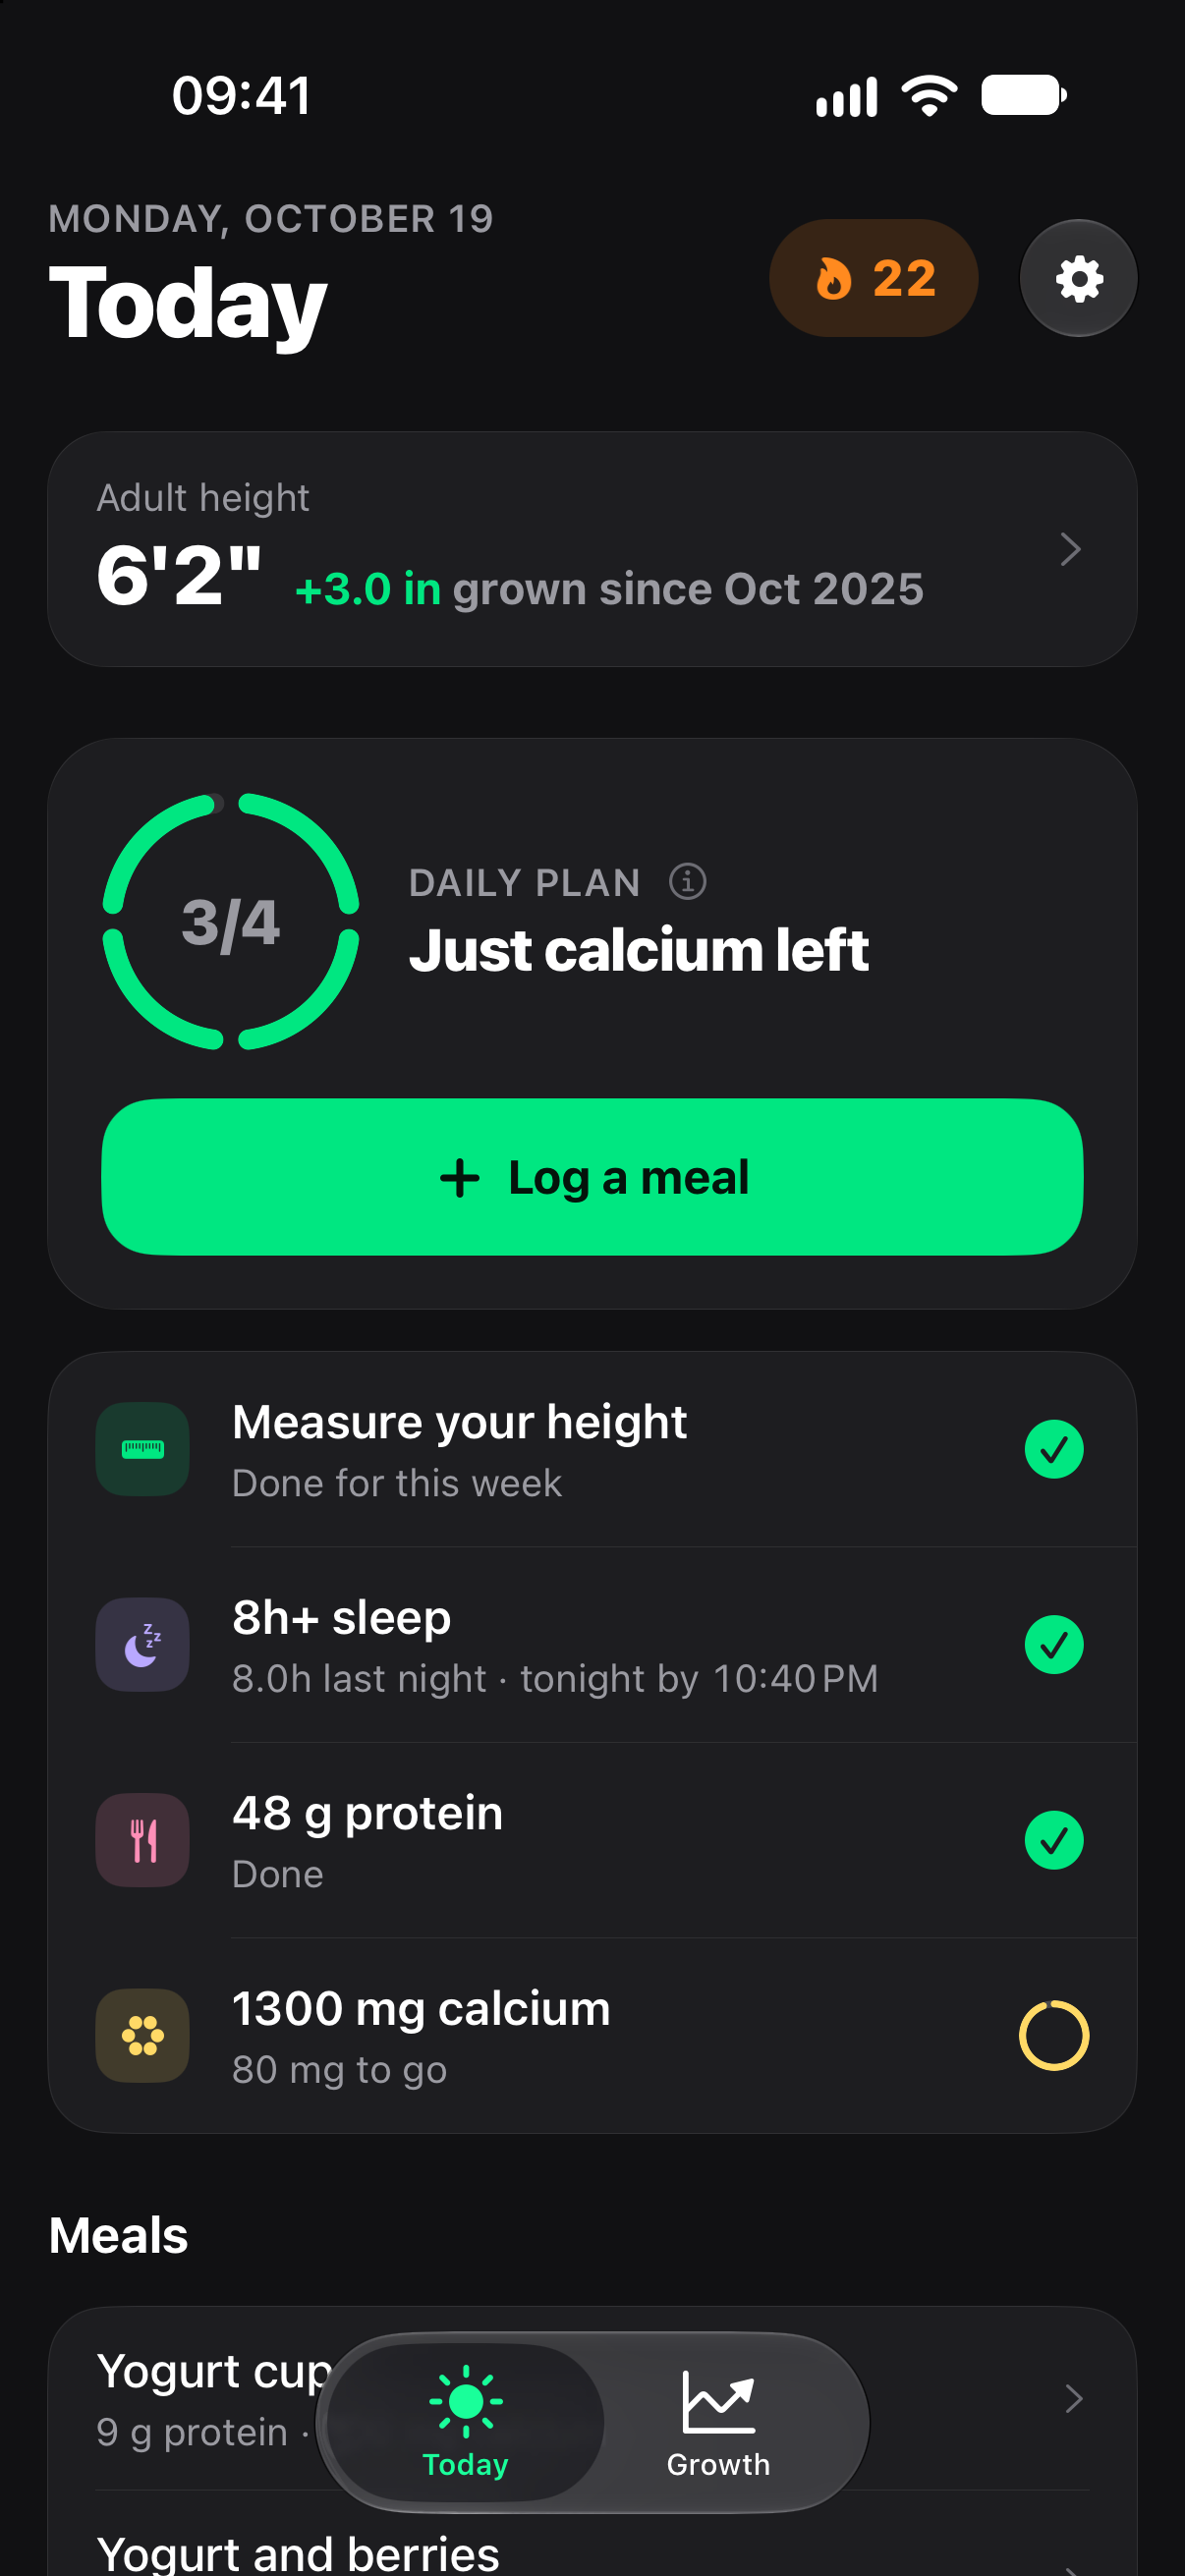 09:41
MONDAY, OCTOBER 19
Today
22
Adult height
6'2" +3.0 in grown since Oct 2025
3/4
DAILY PLAN
Just calcium left
+ Log a meal
Measure your height
Done for this week
8h+ sleep
8.0h last night · tonight by 10:40 PM
48 g protein
Done
1300 mg calcium
80 mg to go
Meals
Yogurt cup
9 g protein ·
Today
Growth
Yogurt and berries